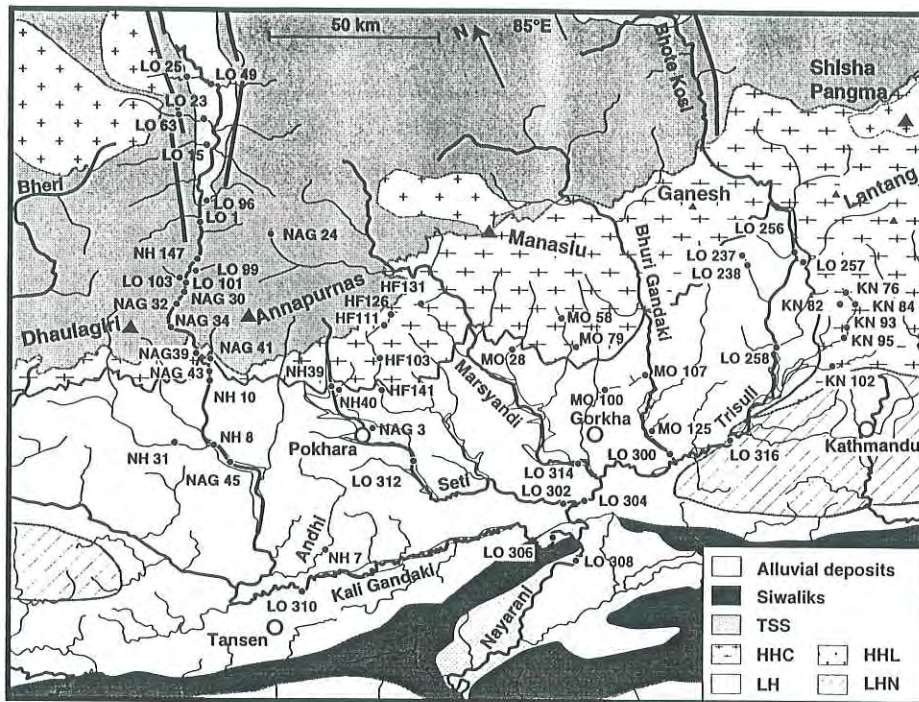 50 km
N
85°E
Bhote Kosi
Shisha
Pangma
LO 25
LO 49
LO 23
LO 63
LO 15
Bheri
LO 96
LO 1
Ganesh
Lantang
NAG 24
Manaslu
LO 256
NH 147
LO 237
LO 238
LO 257
LO 99
LO 103
LO 101
HF131
Bhuri Gandaki
KN 76
NAG 30
HF126
KN 82
KN 84
NAG 32
Annapurnas
HF111
MO 58
KN 93
Dhaulagiri
NAG 34
MO 79
KN 95
NAG39
NAG 41
HF103
MO 28
LO 258
NAG 43
NH39
Marsyandi
MO 107
KN 102
NH 10
NH40
HF141
MO 100
Trisuli
Gorkha
NAG 3
MO 125
Kathmandu
NH 8
Pokhara
LO 300
LO 316
NH 31
NAG 45
LO 312
Seti
LO 314
LO 302
LO 304
Andhi
NH 7
LO 306
LO 308
Kali Gandaki
LO 310
Narayani
Tansen
Alluvial deposits
Siwaliks
TSS
HHC
HHL
LH
LHN